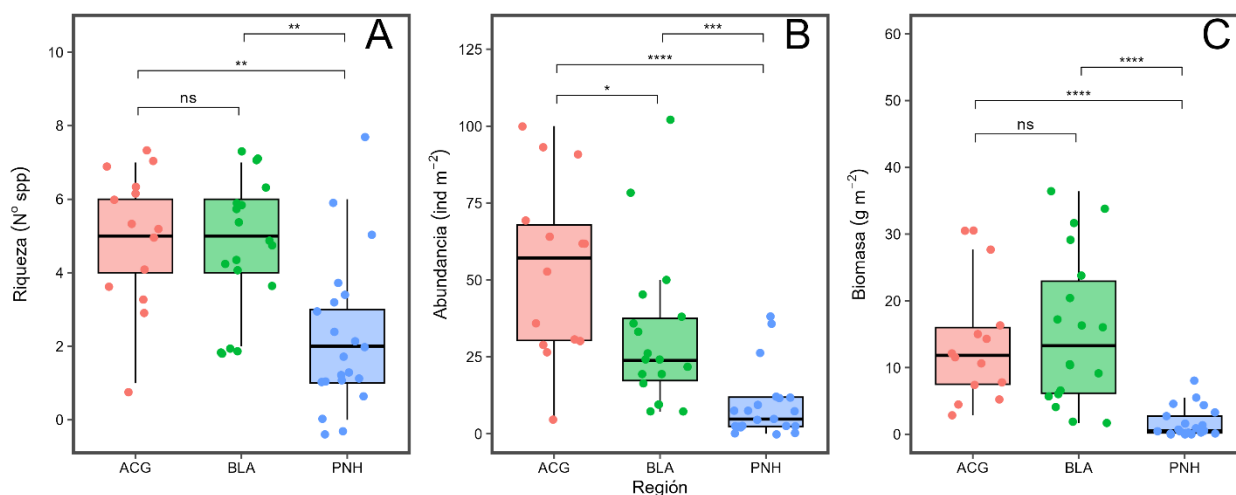 A
Riqueza (N° spp)
10
8
6
4
2
0
**
**
ns
ACG BLA PNH
B
Abundancia (ind m⁻²)
125
100
75
50
25
0
***
****
*
ACG BLA PNH
Región
C
Biomasa (g m⁻²)
60
50
40
30
20
10
0
****
****
ns
ACG BLA PNH